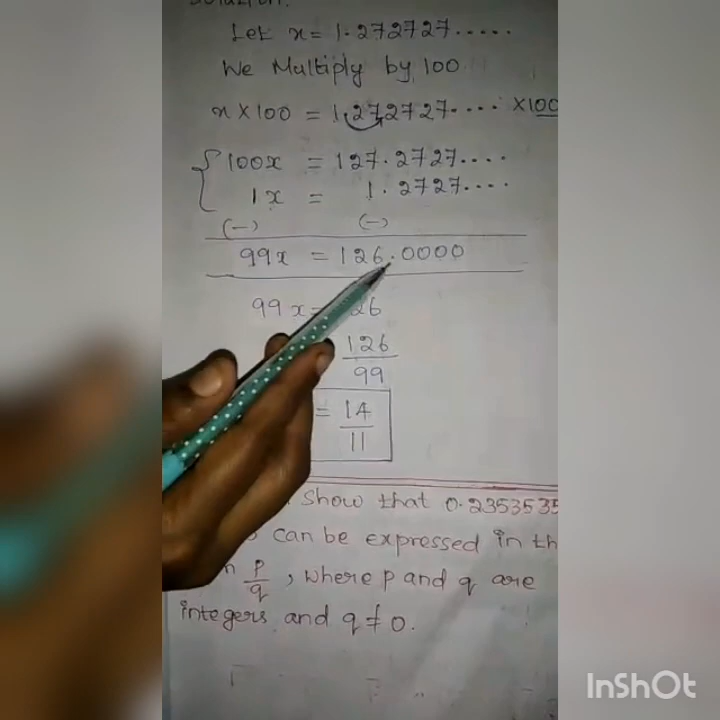 Let x = 1.272727.....
We Multiply by 100
x × 100 = 1.272727.... × 100
100x = 127.2727....
1x = 1.2727....
(−) (−)
99x = 126.0000
99x = 26
126
99
= 14
11
Show that 0.2353535
can be expressed in th
p
q , where p and q are
integers and q ≠ 0.
InShOt